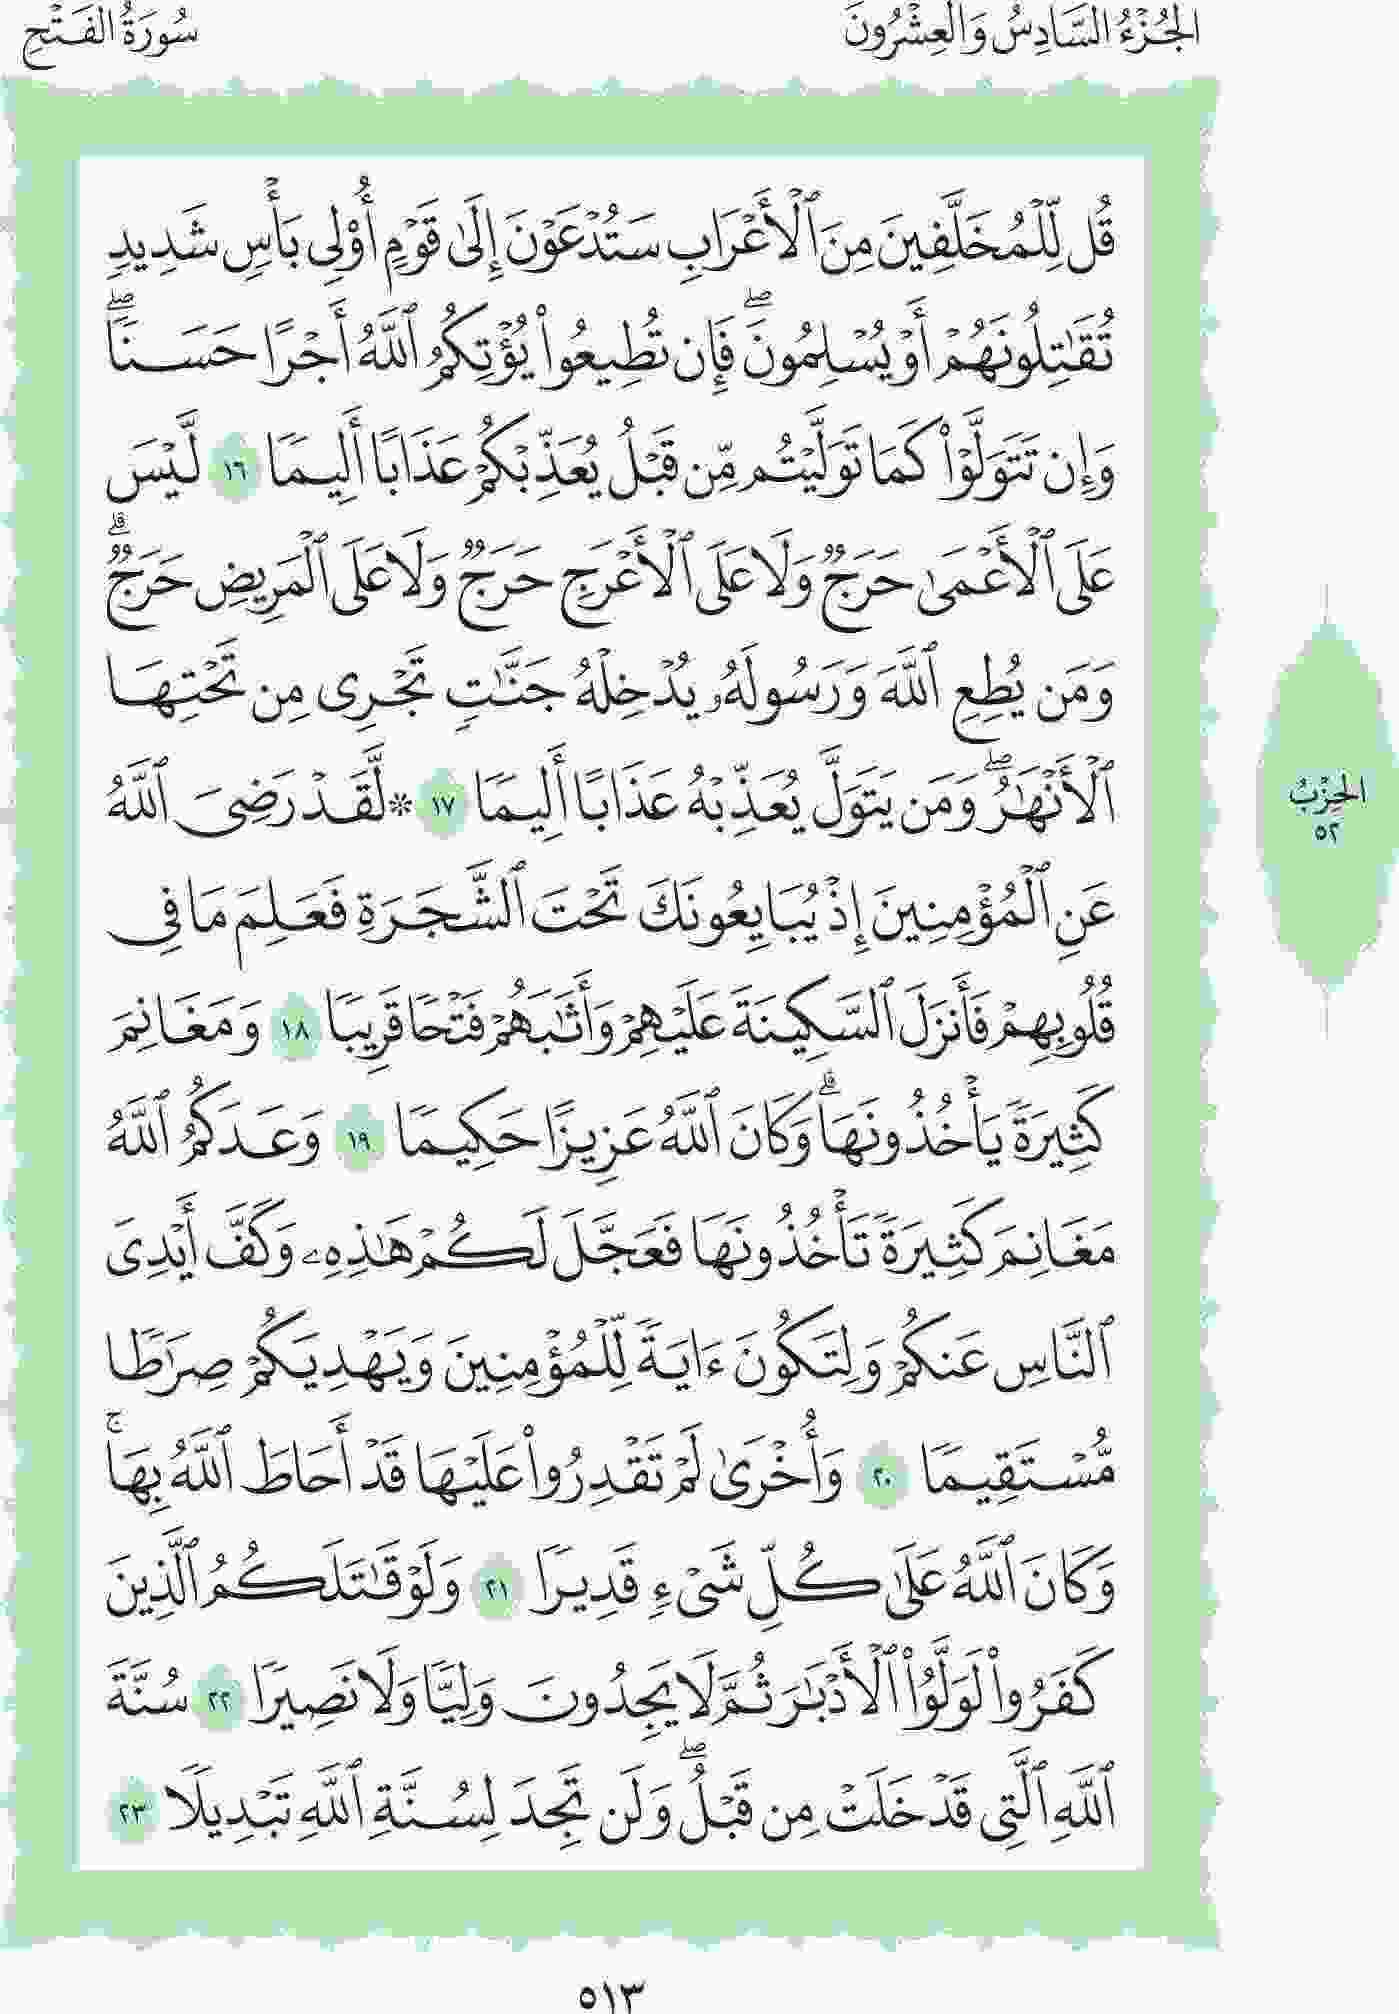 الجُزْءُ السَّادِسُ وَالعِشْرُونَ
سُورَةُ الفَتْحِ
قُل لِّلْمُخَلَّفِينَ مِنَ ٱلْأَعْرَابِ سَتُدْعَوْنَ إِلَىٰ قَوْمٍ أُو۟لِى بَأْسٍ شَدِيدٍ
تُقَـٰتِلُونَهُمْ أَوْ يُسْلِمُونَ ۖ فَإِن تُطِيعُوا۟ يُؤْتِكُمُ ٱللَّهُ أَجْرًا حَسَنًا ۖ
وَإِن تَتَوَلَّوْا۟ كَمَا تَوَلَّيْتُم مِّن قَبْلُ يُعَذِّبْكُمْ عَذَابًا أَلِيمًا ١٦ لَّيْسَ
عَلَى ٱلْأَعْمَىٰ حَرَجٌ وَلَا عَلَى ٱلْأَعْرَجِ حَرَجٌ وَلَا عَلَى ٱلْمَرِيضِ حَرَجٌ ۗ
وَمَن يُطِعِ ٱللَّهَ وَرَسُولَهُۥ يُدْخِلْهُ جَنَّـٰتٍ تَجْرِى مِن تَحْتِهَا
ٱلْأَنْهَـٰرُ ۖ وَمَن يَتَوَلَّ يُعَذِّبْهُ عَذَابًا أَلِيمًا ١٧ * لَّقَدْ رَضِىَ ٱللَّهُ
عَنِ ٱلْمُؤْمِنِينَ إِذْ يُبَايِعُونَكَ تَحْتَ ٱلشَّجَرَةِ فَعَلِمَ مَا فِى
الحِزْبُ
٥٢
قُلُوبِهِمْ فَأَنزَلَ ٱلسَّكِينَةَ عَلَيْهِمْ وَأَثَـٰبَهُمْ فَتْحًا قَرِيبًا ١٨ وَمَغَانِمَ
كَثِيرَةً يَأْخُذُونَهَا ۗ وَكَانَ ٱللَّهُ عَزِيزًا حَكِيمًا ١٩ وَعَدَكُمُ ٱللَّهُ
مَغَانِمَ كَثِيرَةً تَأْخُذُونَهَا فَعَجَّلَ لَكُمْ هَـٰذِهِۦ وَكَفَّ أَيْدِىَ
ٱلنَّاسِ عَنكُمْ وَلِتَكُونَ ءَايَةً لِّلْمُؤْمِنِينَ وَيَهْدِيَكُمْ صِرَٰطًا
مُّسْتَقِيمًا ٢٠ وَأُخْرَىٰ لَمْ تَقْدِرُوا۟ عَلَيْهَا قَدْ أَحَاطَ ٱللَّهُ بِهَا ۚ
وَكَانَ ٱللَّهُ عَلَىٰ كُلِّ شَىْءٍ قَدِيرًا ٢١ وَلَوْ قَـٰتَلَكُمُ ٱلَّذِينَ
كَفَرُوا۟ لَوَلَّوُا۟ ٱلْأَدْبَـٰرَ ثُمَّ لَا يَجِدُونَ وَلِيًّا وَلَا نَصِيرًا ٢٢ سُنَّةَ
ٱللَّهِ ٱلَّتِى قَدْ خَلَتْ مِن قَبْلُ ۖ وَلَن تَجِدَ لِسُنَّةِ ٱللَّهِ تَبْدِيلًا ٢٣
٥١٣